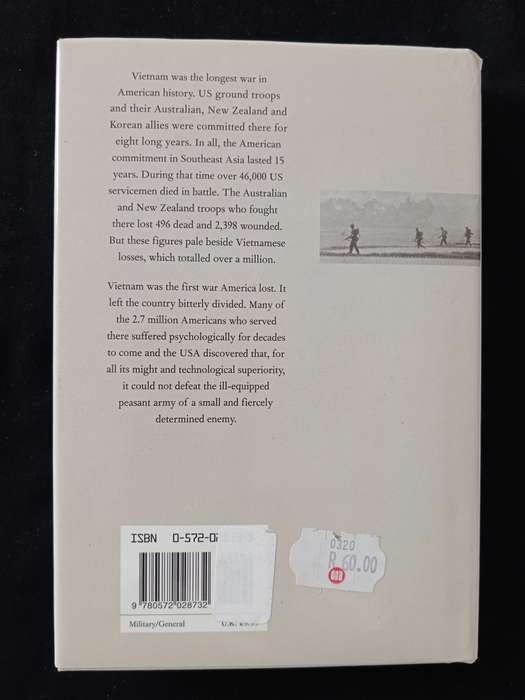 Vietnam was the longest war in
American history. US ground troops
and their Australian, New Zealand and
Korean allies were committed there for
eight long years. In all, the American
commitment in Southeast Asia lasted 15
years. During that time over 46,000 US
servicemen died in battle. The Australian
and New Zealand troops who fought
there lost 496 dead and 2,398 wounded.
But these figures pale beside Vietnamese
losses, which totalled over a million.
Vietnam was the first war America lost. It
left the country bitterly divided. Many of
the 2.7 million Americans who served
there suffered psychologically for decades
to come and the USA discovered that, for
all its might and technological superiority,
it could not defeat the ill-equipped
peasant army of a small and fiercely
determined enemy.
ISBN 0-572-02
9 780572 028732
Military/General
0320
R 60.00